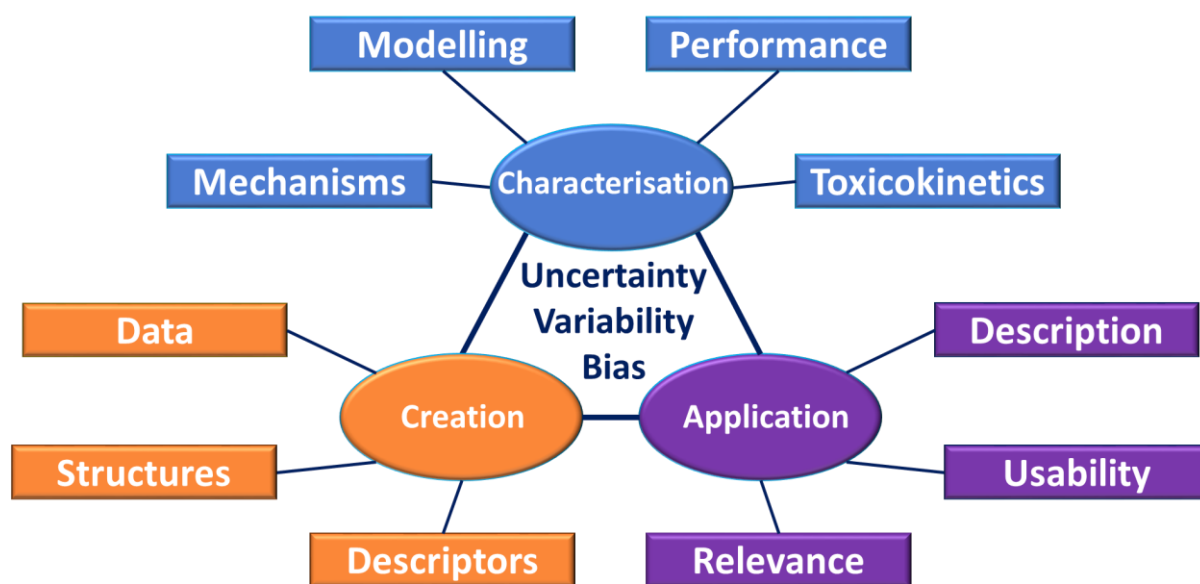 Modelling
Performance
Mechanisms
Characterisation
Toxicokinetics
Uncertainty
Variability
Bias
Data
Description
Creation
Application
Structures
Usability
Descriptors
Relevance